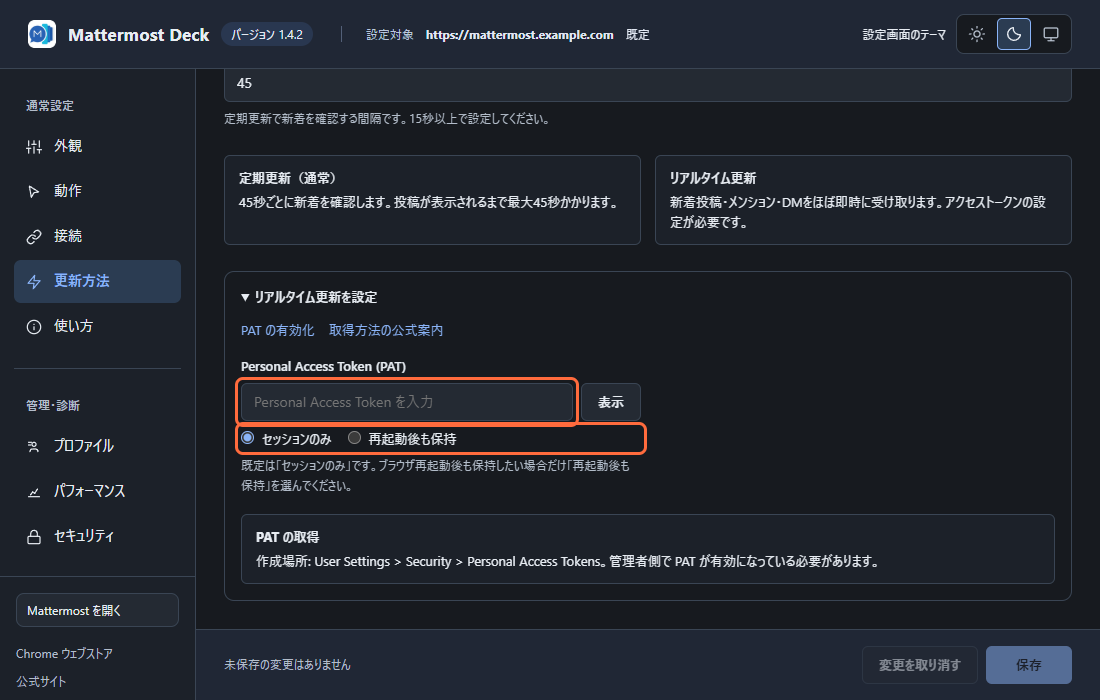 Mattermost Deck バージョン 1.4.2 設定対象 https://mattermost.example.com 既定 設定画面のテーマ
通常設定
外観
動作
接続
更新方法
使い方
管理・診断
プロファイル
パフォーマンス
セキュリティ
Mattermost を開く
Chrome ウェブストア
公式サイト
45
定期更新で新着を確認する間隔です。15秒以上で設定してください。
定期更新（通常）
45秒ごとに新着を確認します。投稿が表示されるまで最大45秒かかります。
リアルタイム更新
新着投稿・メンション・DMをほぼ即時に受け取ります。アクセストークンの設
定が必要です。
▼ リアルタイム更新を設定
PAT の有効化 取得方法の公式案内
Personal Access Token (PAT)
Personal Access Token を入力 表示
セッションのみ 再起動後も保持
既定は「セッションのみ」です。ブラウザ再起動後も保持したい場合だけ「再起動後も
保持」を選んでください。
PAT の取得
作成場所: User Settings > Security > Personal Access Tokens。管理者側で PAT が有効になっている必要があります。
未保存の変更はありません 変更を取り消す 保存